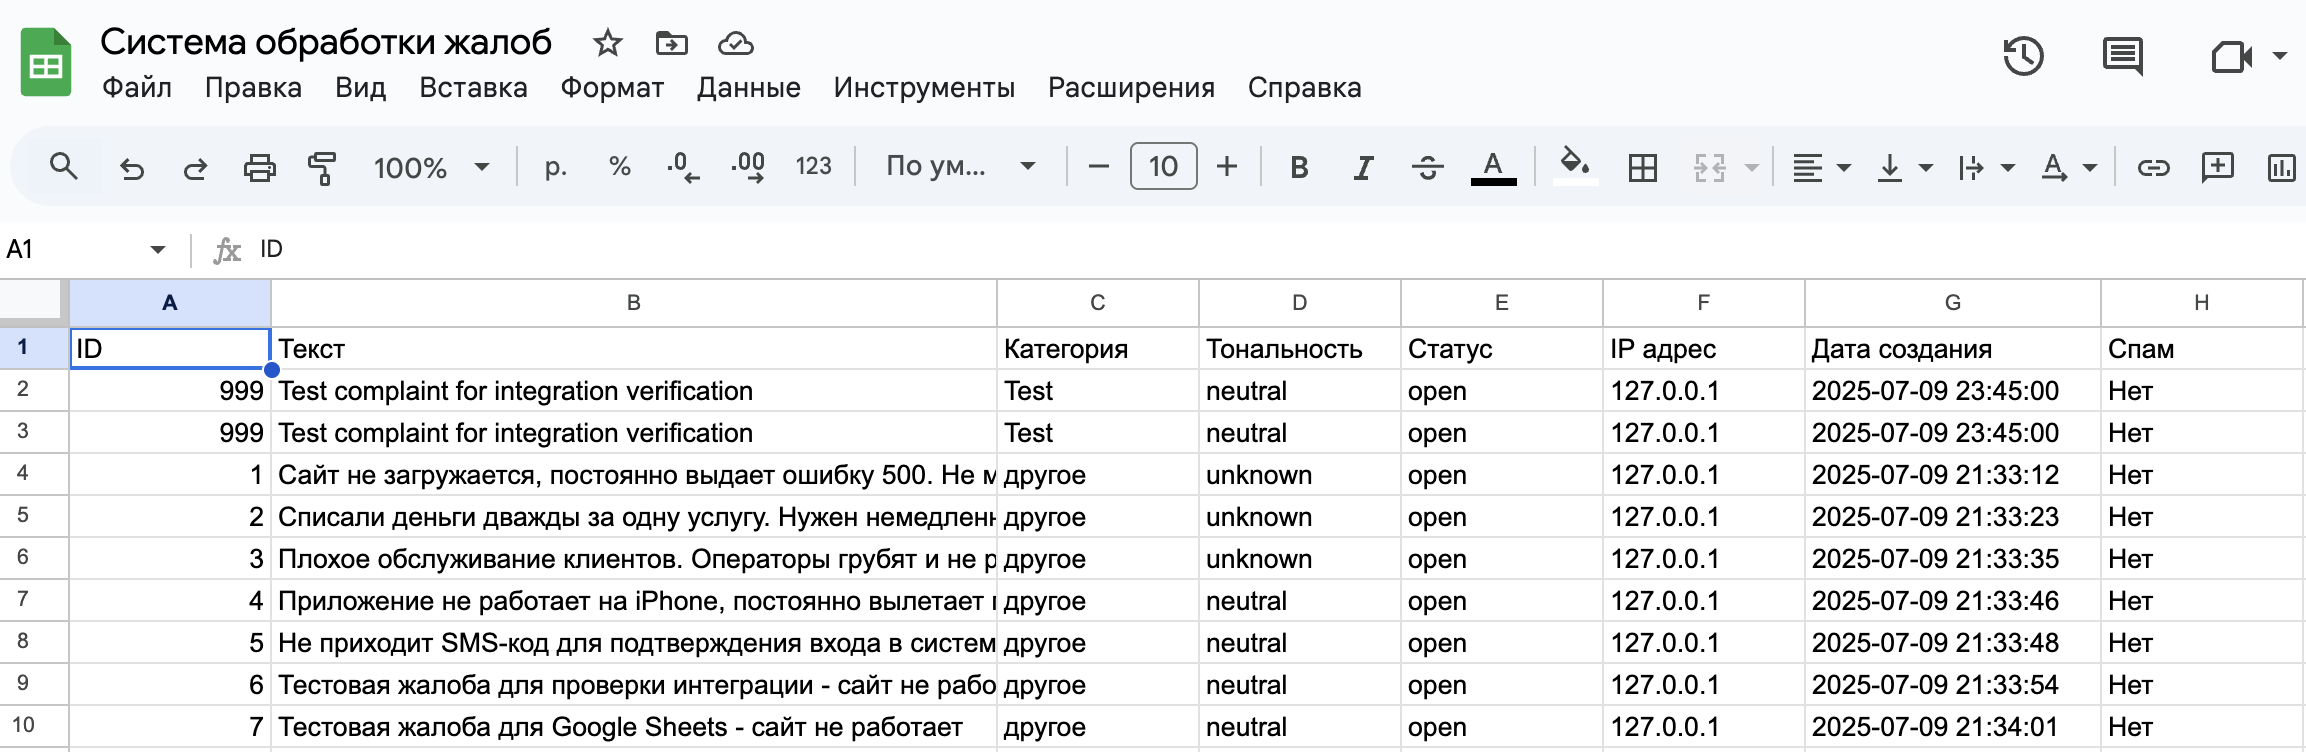 Система обработки жалоб
Файл Правка Вид Вставка Формат Данные Инструменты Расширения Справка
100% р. % .0 .00 123 По ум... 10 B I A A
A1 fx ID
A B C D E F G H
1 ID Текст Категория Тональность Статус IP адрес Дата создания Спам
2 999 Test complaint for integration verification Test neutral open 127.0.0.1 2025-07-09 23:45:00 Нет
3 999 Test complaint for integration verification Test neutral open 127.0.0.1 2025-07-09 23:45:00 Нет
4 1 Сайт не загружается, постоянно выдает ошибку 500. Не другое unknown open 127.0.0.1 2025-07-09 21:33:12 Нет
5 2 Списали деньги дважды за одну услугу. Нужен другое unknown open 127.0.0.1 2025-07-09 21:33:23 Нет
6 3 Плохое обслуживание клиентов. Операторы грубят и не другое unknown open 127.0.0.1 2025-07-09 21:33:35 Нет
7 4 Приложение не работает на iPhone, постоянно вылетает другое neutral open 127.0.0.1 2025-07-09 21:33:46 Нет
8 5 Не приходит SMS-код для подтверждения входа в систем другое neutral open 127.0.0.1 2025-07-09 21:33:48 Нет
9 6 Тестовая жалоба для проверки интеграции - сайт не рабо другое neutral open 127.0.0.1 2025-07-09 21:33:54 Нет
10 7 Тестовая жалоба для Google Sheets - сайт не работает другое neutral open 127.0.0.1 2025-07-09 21:34:01 Нет